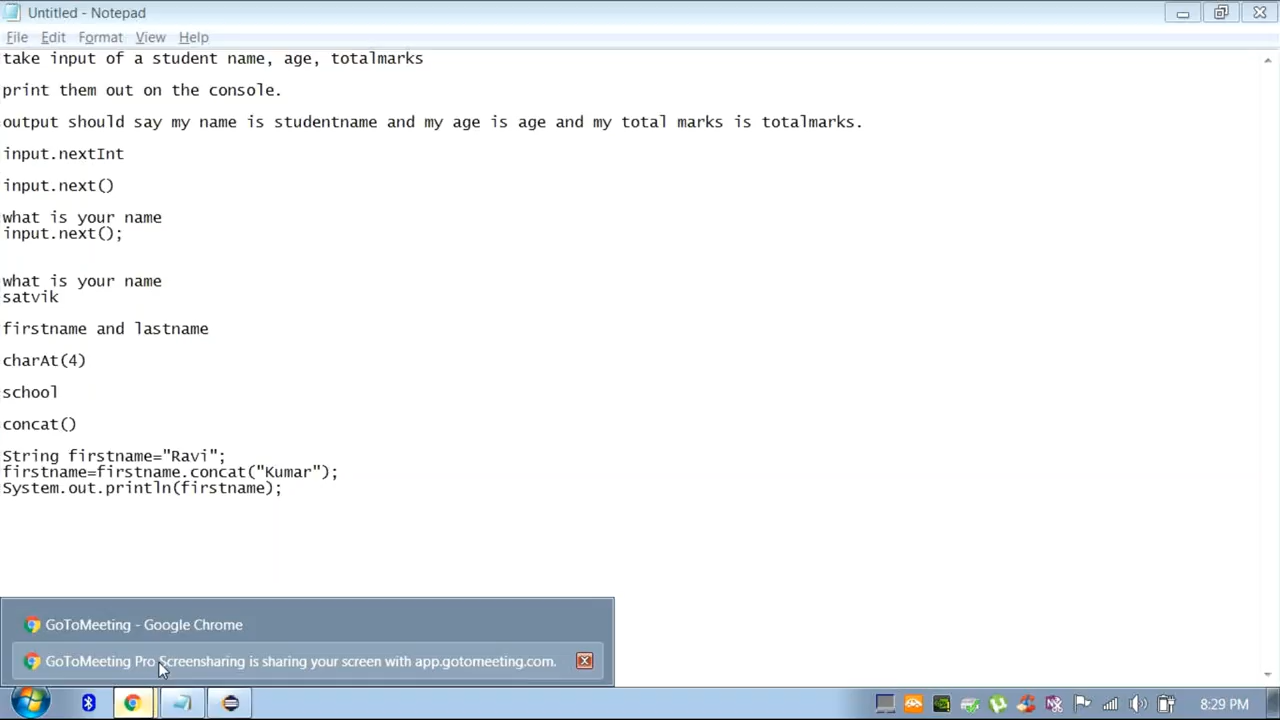 Untitled - Notepad
File Edit Format View Help
take input of a student name, age, totalmarks
print them out on the console.
output should say my name is studentname and my age is age and my total marks is totalmarks.
input.nextInt
input.next()
what is your name
input.next();
what is your name
satvik
firstname and lastname
charAt(4)
school
concat()
String firstname="Ravi";
firstname=firstname.concat("Kumar");
System.out.println(firstname);
GoToMeeting - Google Chrome
GoToMeeting Pro Screensharing is sharing your screen with app.gotomeeting.com.
8:29 PM